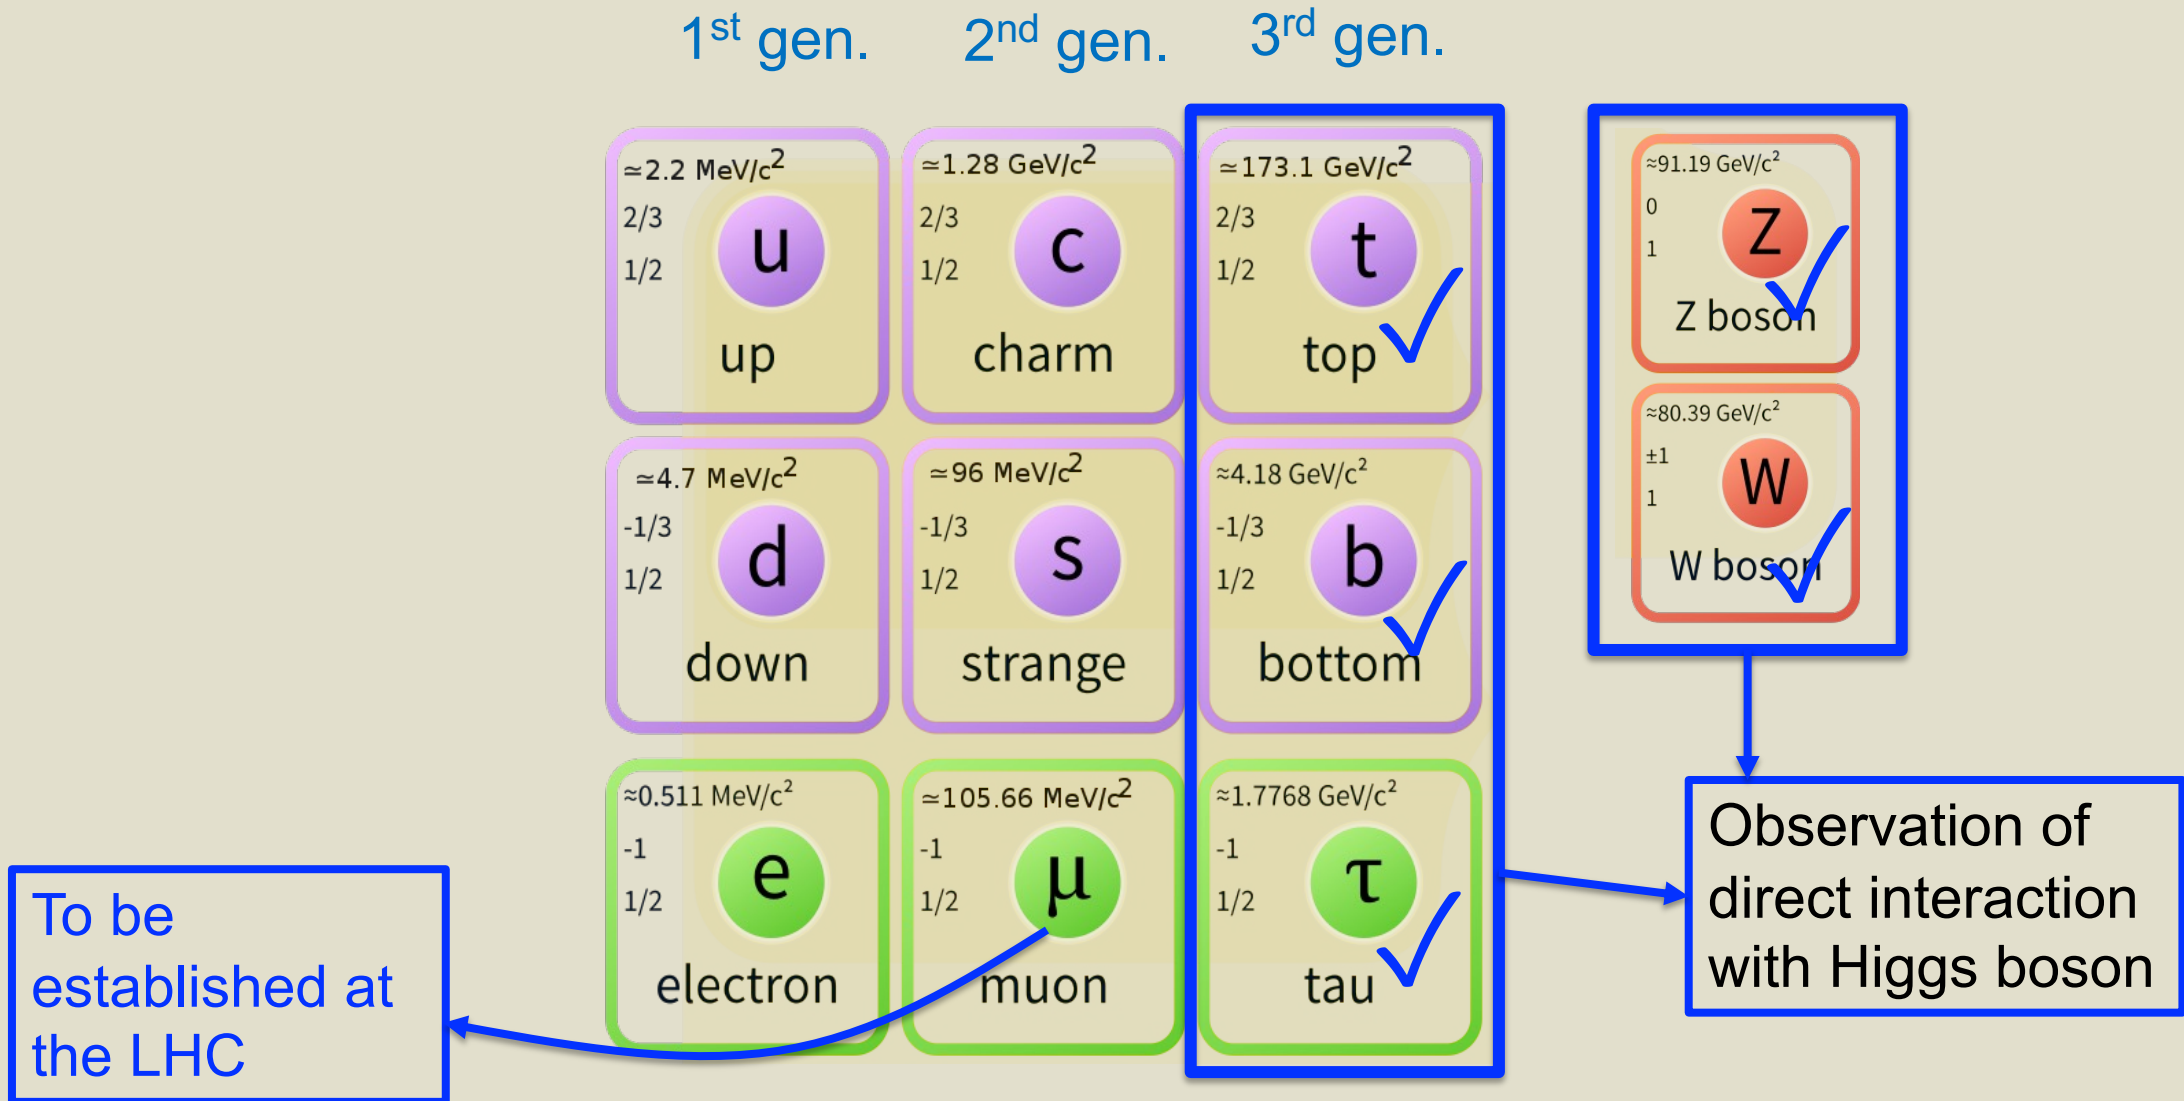 1st gen.
2nd gen.
3rd gen.
≃2.2 MeV/c²
2/3
1/2
u
up
≃1.28 GeV/c²
2/3
1/2
c
charm
≃173.1 GeV/c²
2/3
1/2
t
top
≈91.19 GeV/c²
0
1
Z
Z boson
≃4.7 MeV/c²
-1/3
1/2
d
down
≃96 MeV/c²
-1/3
1/2
s
strange
≈4.18 GeV/c²
-1/3
1/2
b
bottom
≈80.39 GeV/c²
±1
1
W
W boson
≈0.511 MeV/c²
-1
1/2
e
electron
≃105.66 MeV/c²
-1
1/2
μ
muon
≈1.7768 GeV/c²
-1
1/2
τ
tau
To be
established at
the LHC
Observation of
direct interaction
with Higgs boson